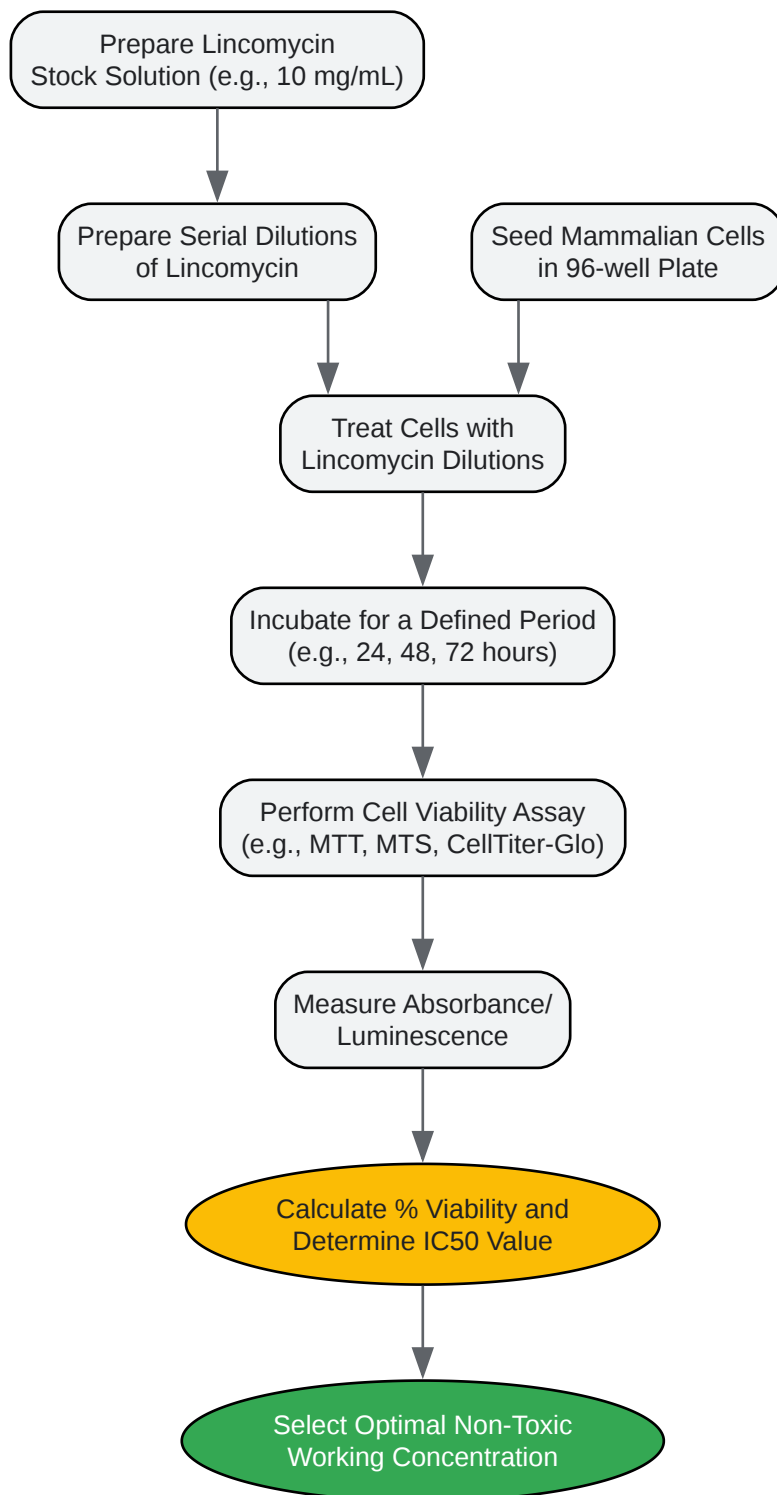 Prepare Lincomycin
Stock Solution (e.g., 10 mg/mL)
Prepare Serial Dilutions
of Lincomycin
Seed Mammalian Cells
in 96-well Plate
Treat Cells with
Lincomycin Dilutions
Incubate for a Defined Period
(e.g., 24, 48, 72 hours)
Perform Cell Viability Assay
(e.g., MTT, MTS, CellTiter-Glo)
Measure Absorbance/
Luminescence
Calculate % Viability and
Determine IC50 Value
Select Optimal Non-Toxic
Working Concentration